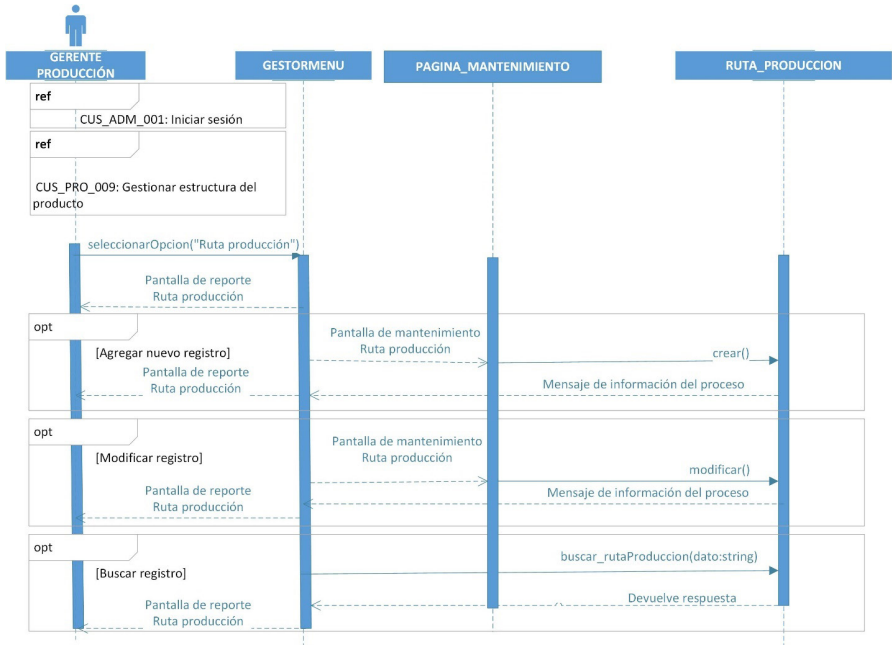 GERENTE
PRODUCCIÓN
GESTORMENU
PAGINA_MANTENIMIENTO
RUTA_PRODUCCION
ref
CUS_ADM_001: Iniciar sesión
ref
CUS_PRO_009: Gestionar estructura del
producto
seleccionarOpcion("Ruta producción")
Pantalla de reporte
Ruta producción
opt
[Agregar nuevo registro]
Pantalla de mantenimiento
Ruta producción
crear()
Pantalla de reporte
Ruta producción
Mensaje de información del proceso
opt
[Modificar registro]
Pantalla de mantenimiento
Ruta producción
modificar()
Pantalla de reporte
Ruta producción
Mensaje de información del proceso
opt
[Buscar registro]
buscar_rutaProduccion(dato:string)
Pantalla de reporte
Ruta producción
Devuelve respuesta